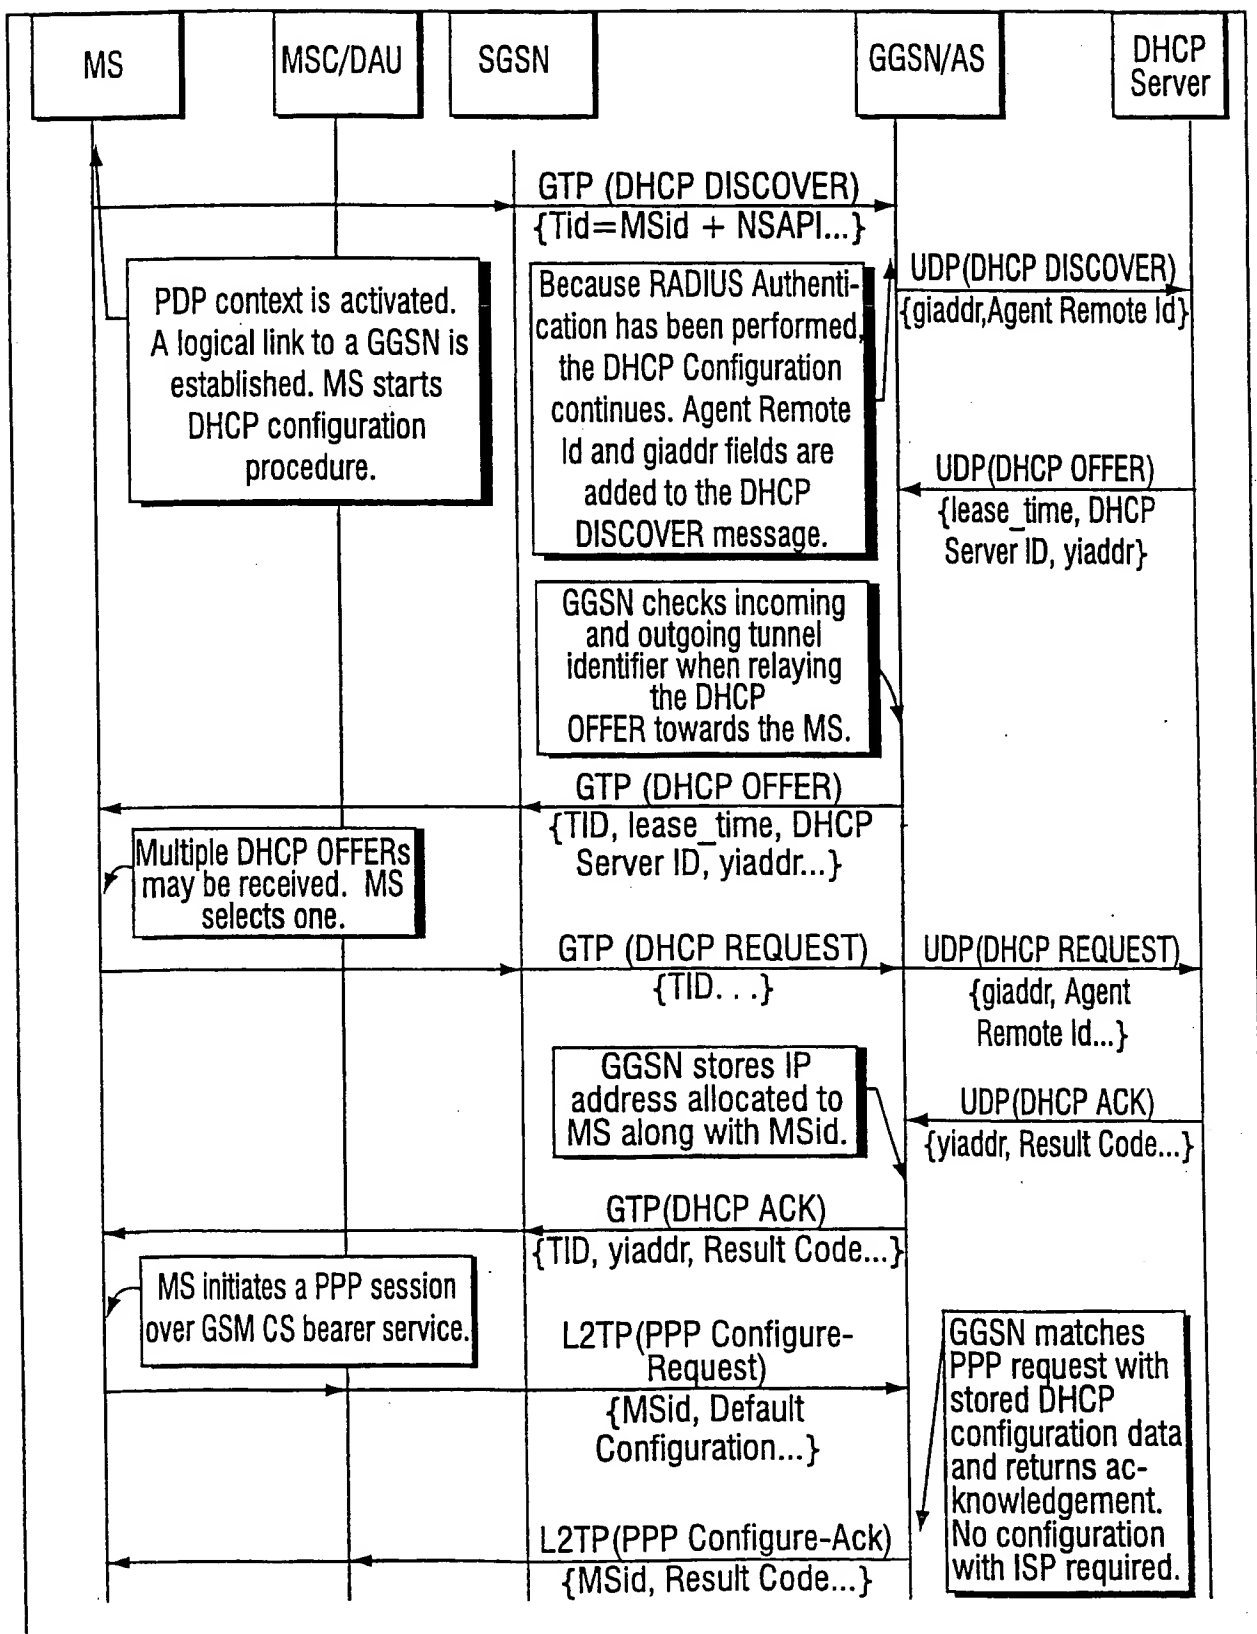 MS
MSC/DAU
SGSN
GGSN/AS
DHCP
Server
GTP (DHCP DISCOVER)
{Tid=MSid + NSAPI...}
PDP context is activated.
A logical link to a GGSN is
established. MS starts
DHCP configuration
procedure.
Because RADIUS Authenti-
cation has been performed,
the DHCP Configuration
continues. Agent Remote
Id and giaddr fields are
added to the DHCP
DISCOVER message.
UDP(DHCP DISCOVER)
{giaddr,Agent Remote Id}
UDP(DHCP OFFER)
{lease_time, DHCP
Server ID, yiaddr}
GGSN checks incoming
and outgoing tunnel
identifier when relaying
the DHCP
OFFER towards the MS.
GTP (DHCP OFFER)
{TID, lease_time, DHCP
Server ID, yiaddr...}
Multiple DHCP OFFERs
may be received. MS
selects one.
GTP (DHCP REQUEST)
{TID. . .}
UDP(DHCP REQUEST)
{giaddr, Agent
Remote Id...}
GGSN stores IP
address allocated to
MS along with MSid.
UDP(DHCP ACK)
{yiaddr, Result Code...}
GTP(DHCP ACK)
{TID, yiaddr, Result Code...}
MS initiates a PPP session
over GSM CS bearer service.
L2TP(PPP Configure-
Request)
{MSid, Default
Configuration...}
GGSN matches
PPP request with
stored DHCP
configuration data
and returns ac-
knowledgement.
No configuration
with ISP required.
L2TP(PPP Configure-Ack)
{MSid, Result Code...}